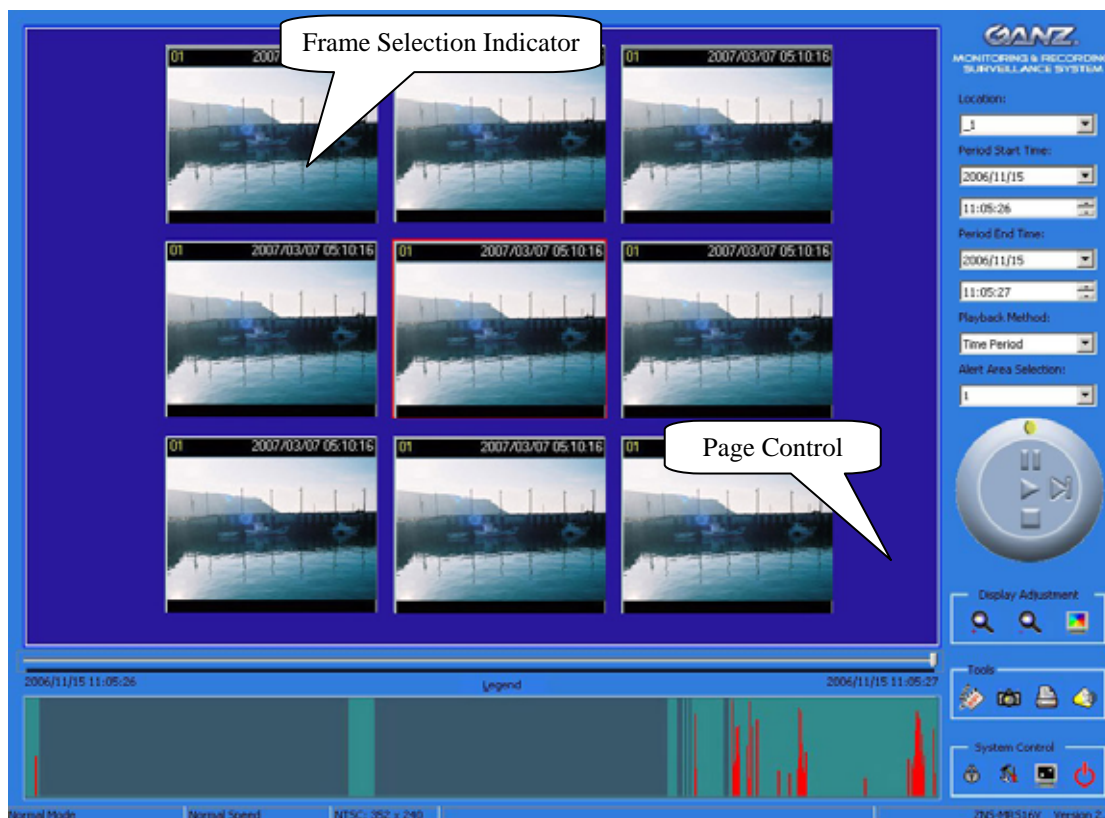 Frame Selection Indicator
01 2007
01 2007/03/07 05:10:16
01 2007/03/07 05:10:16
01 2007/03/07 05:10:16
01 2007/03/07 05:10:16
Page Control
01 2007/03/07 05:10:16
01 2007/03/07 05:10:16
01
2006/11/15 11:05:26
Legend
2006/11/15 11:05:27
GANZ
MONITORING & RECORDING
SURVEILLANCE SYSTEM
Location:
_1
Period Start Time:
2006/11/15
11:05:26
Period End Time:
2006/11/15
11:05:27
Playback Method:
Time Period
Alert Area Selection:
1
Display Adjustment
Tools
System Control
Normal Mode
Normal Speed
NTSC: 352 x 240
ZNS-MR516V Version 2